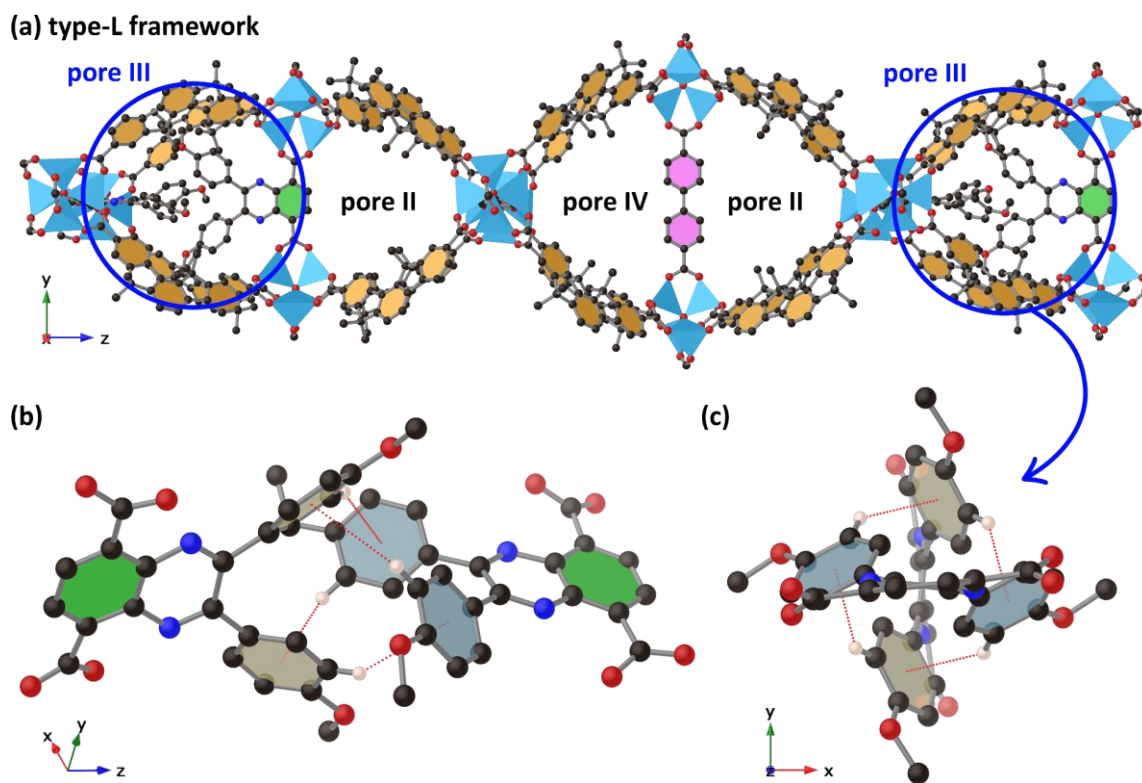 (a) type-L framework
pore III
pore III
pore II
pore IV
pore II
y
x
z
(b)
(c)
x
y
z
y
z
x